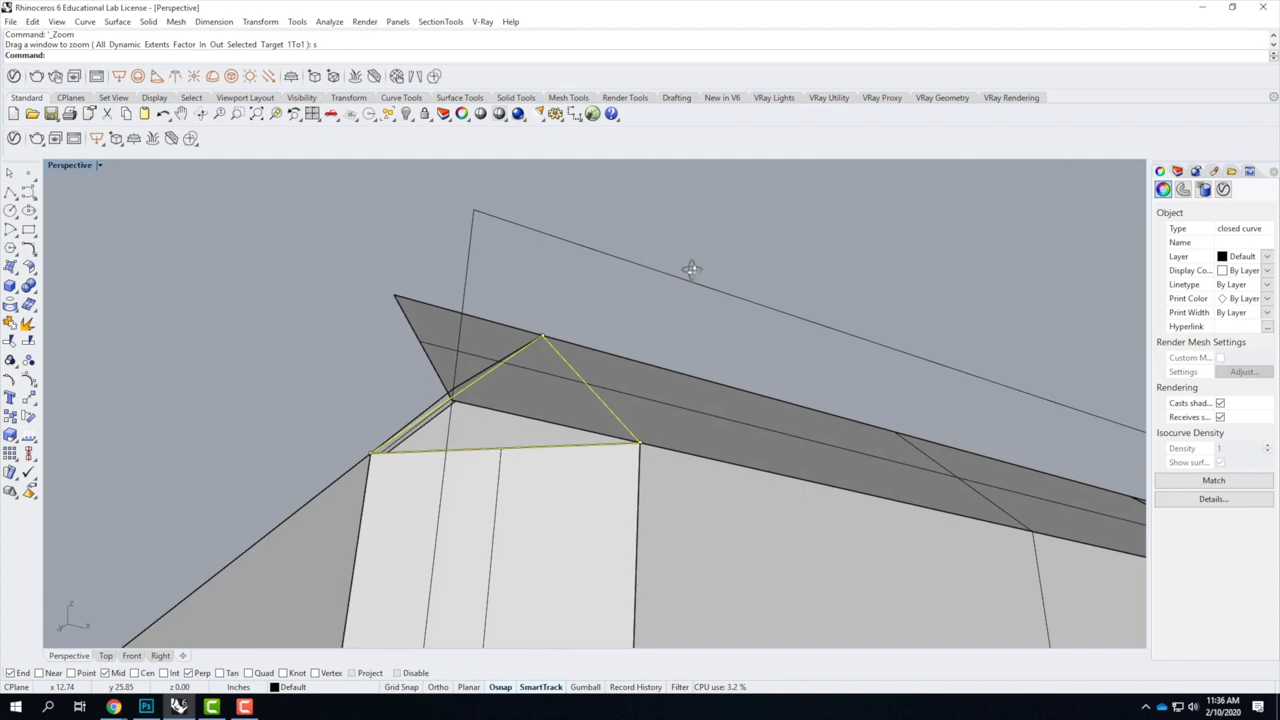 Rhinoceros 6 Educational Lab License - [Perspective]
File Edit View Curve Surface Solid Mesh Dimension Transform Tools Analyze Render Panels SectionTools V-Ray Help
Command: '_Zoom
Drag a window to zoom ( All Dynamic Extents Factor In Out Selected Target 1To1 ): s
Command:
Standard CPlanes Set View Display Select Viewport Layout Visibility Transform Curve Tools Surface Tools Solid Tools Mesh Tools Render Tools Drafting New in V6 VRay Lights VRay Utility VRay Proxy VRay Geometry VRay Rendering
Perspective
Object
Type closed curve
Name
Layer Default
Display Co... By Layer
Linetype By Layer
Print Color By Layer
Print Width By Layer
Hyperlink ...
Render Mesh Settings
Custom M...
Settings Adjust...
Rendering
Casts shad...
Receives s...
Isocurve Density
Density 1
Show surf...
Match
Details...
z
y x
Perspective Top Front Right
End Near Point Mid Cen Int Perp Tan Quad Knot Vertex Project Disable
CPlane x 12.74 y 25.85 z 0.00 Inches Default Grid Snap Ortho Planar Osnap SmartTrack Gumball Record History Filter CPU use: 3.2 %
Ps
11:36 AM
2/10/2020